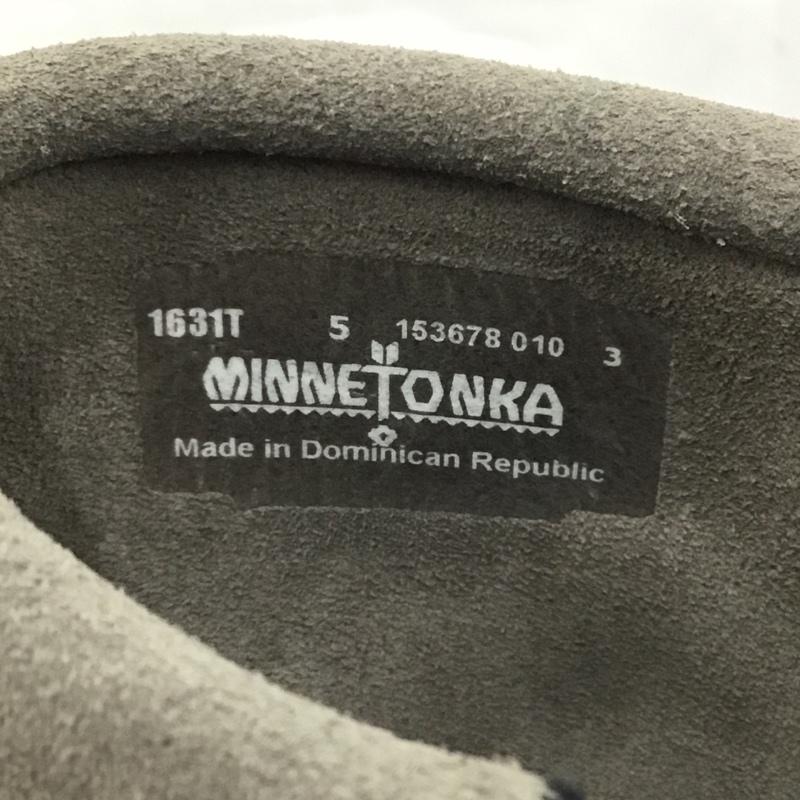 1631T 5 153678 010 3
MINNETONKA
Made in Dominican Republic